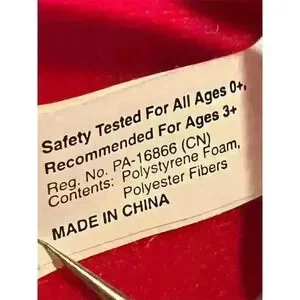 Safety Tested For All Ages 0+,
Recommended For Ages 3+
Reg. No. PA-16866 (CN)
Contents: Polystyrene Foam,
Polyester Fibers
MADE IN CHINA